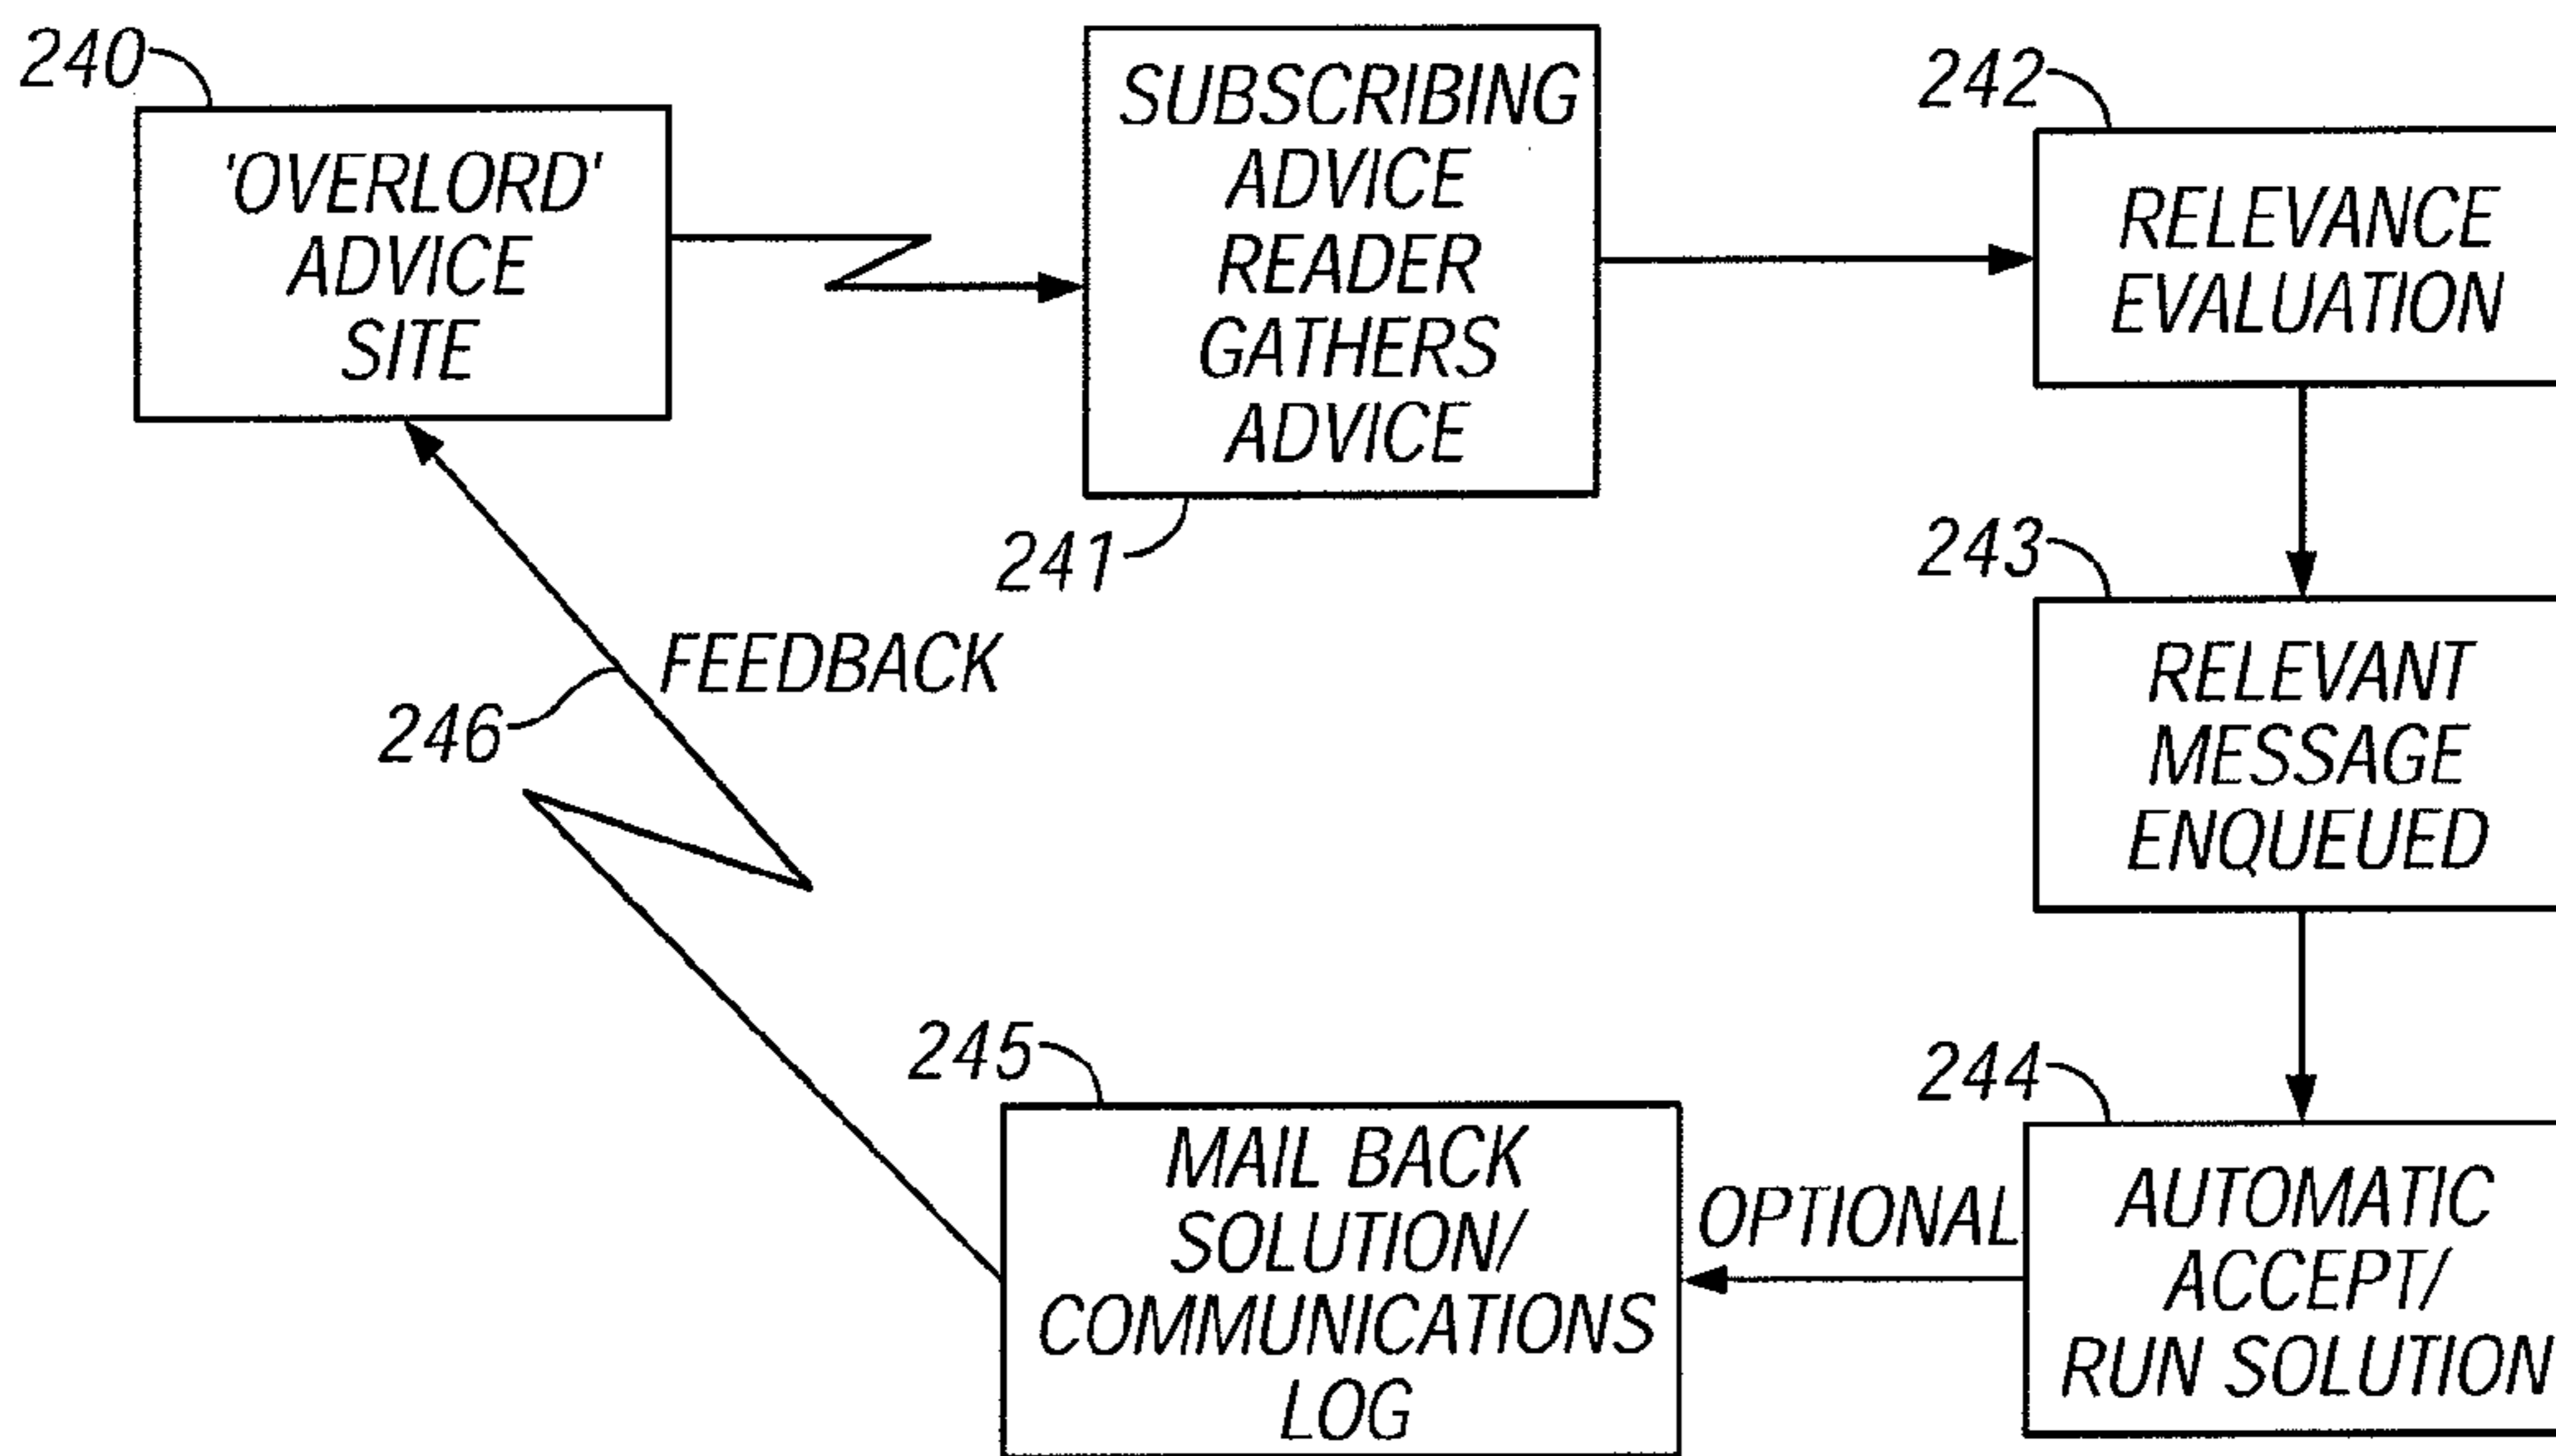 240
'OVERLORD'
ADVICE
SITE
SUBSCRIBING
ADVICE
READER
GATHERS
ADVICE
241
242
RELEVANCE
EVALUATION
243
RELEVANT
MESSAGE
ENQUEUED
244
AUTOMATIC
ACCEPT/
RUN SOLUTION
OPTIONAL
245
MAIL BACK
SOLUTION/
COMMUNICATIONS
LOG
246
FEEDBACK